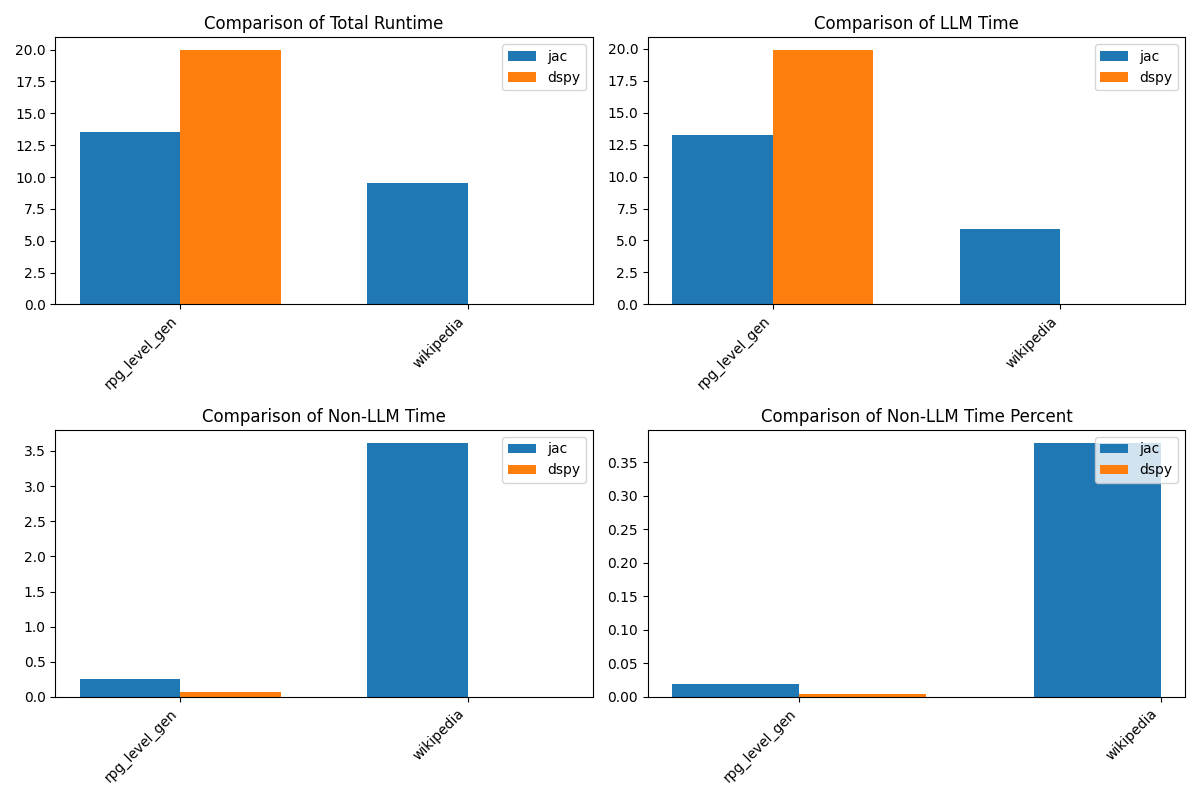 Comparison of Total Runtime
20.0
17.5
15.0
12.5
10.0
7.5
5.0
2.5
0.0
jac
dspy
rpg_level_gen
wikipedia
Comparison of LLM Time
20.0
17.5
15.0
12.5
10.0
7.5
5.0
2.5
0.0
jac
dspy
rpg_level_gen
wikipedia
Comparison of Non-LLM Time
3.5
3.0
2.5
2.0
1.5
1.0
0.5
0.0
jac
dspy
rpg_level_gen
wikipedia
Comparison of Non-LLM Time Percent
0.35
0.30
0.25
0.20
0.15
0.10
0.05
0.00
jac
dspy
rpg_level_gen
wikipedia